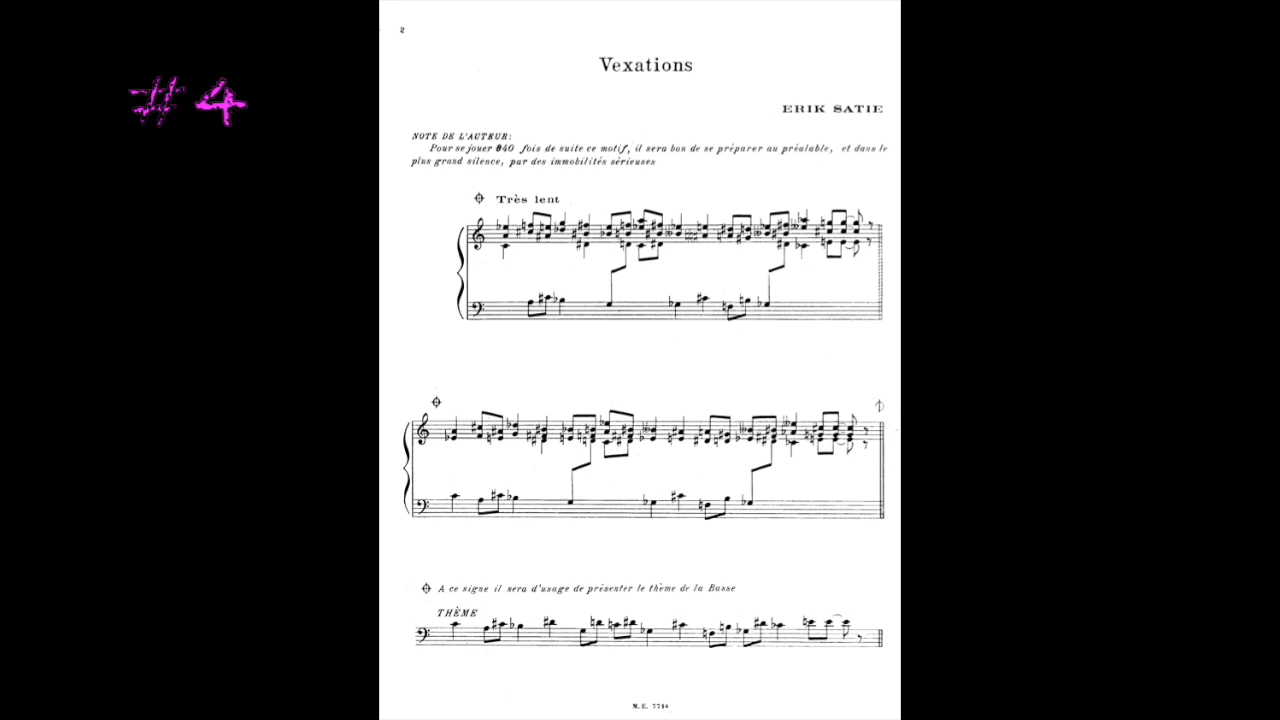 #4
2
Vexations
ERIK SATIE
NOTE DE L'AUTEUR:
Pour se jouer 840 fois de suite ce motif, il sera bon de se préparer au préalable, et dans le
plus grand silence, par des immobilités sérieuses
Très lent
A ce signe il sera d'usage de présenter le thème de la Basse
THÈME
M.E. 7714